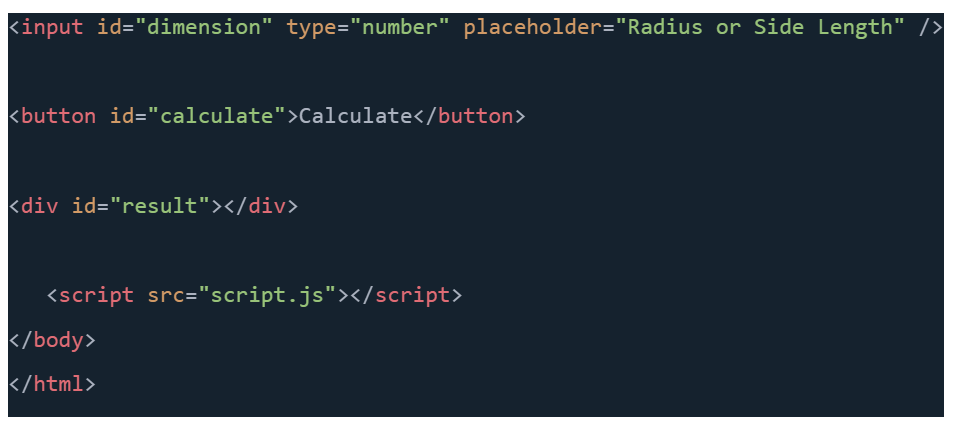 <input id="dimension" type="number" placeholder="Radius or Side Length" />
<button id="calculate">Calculate</button>
<div id="result"></div>
<script src="script.js"></script>
</body>
</html>